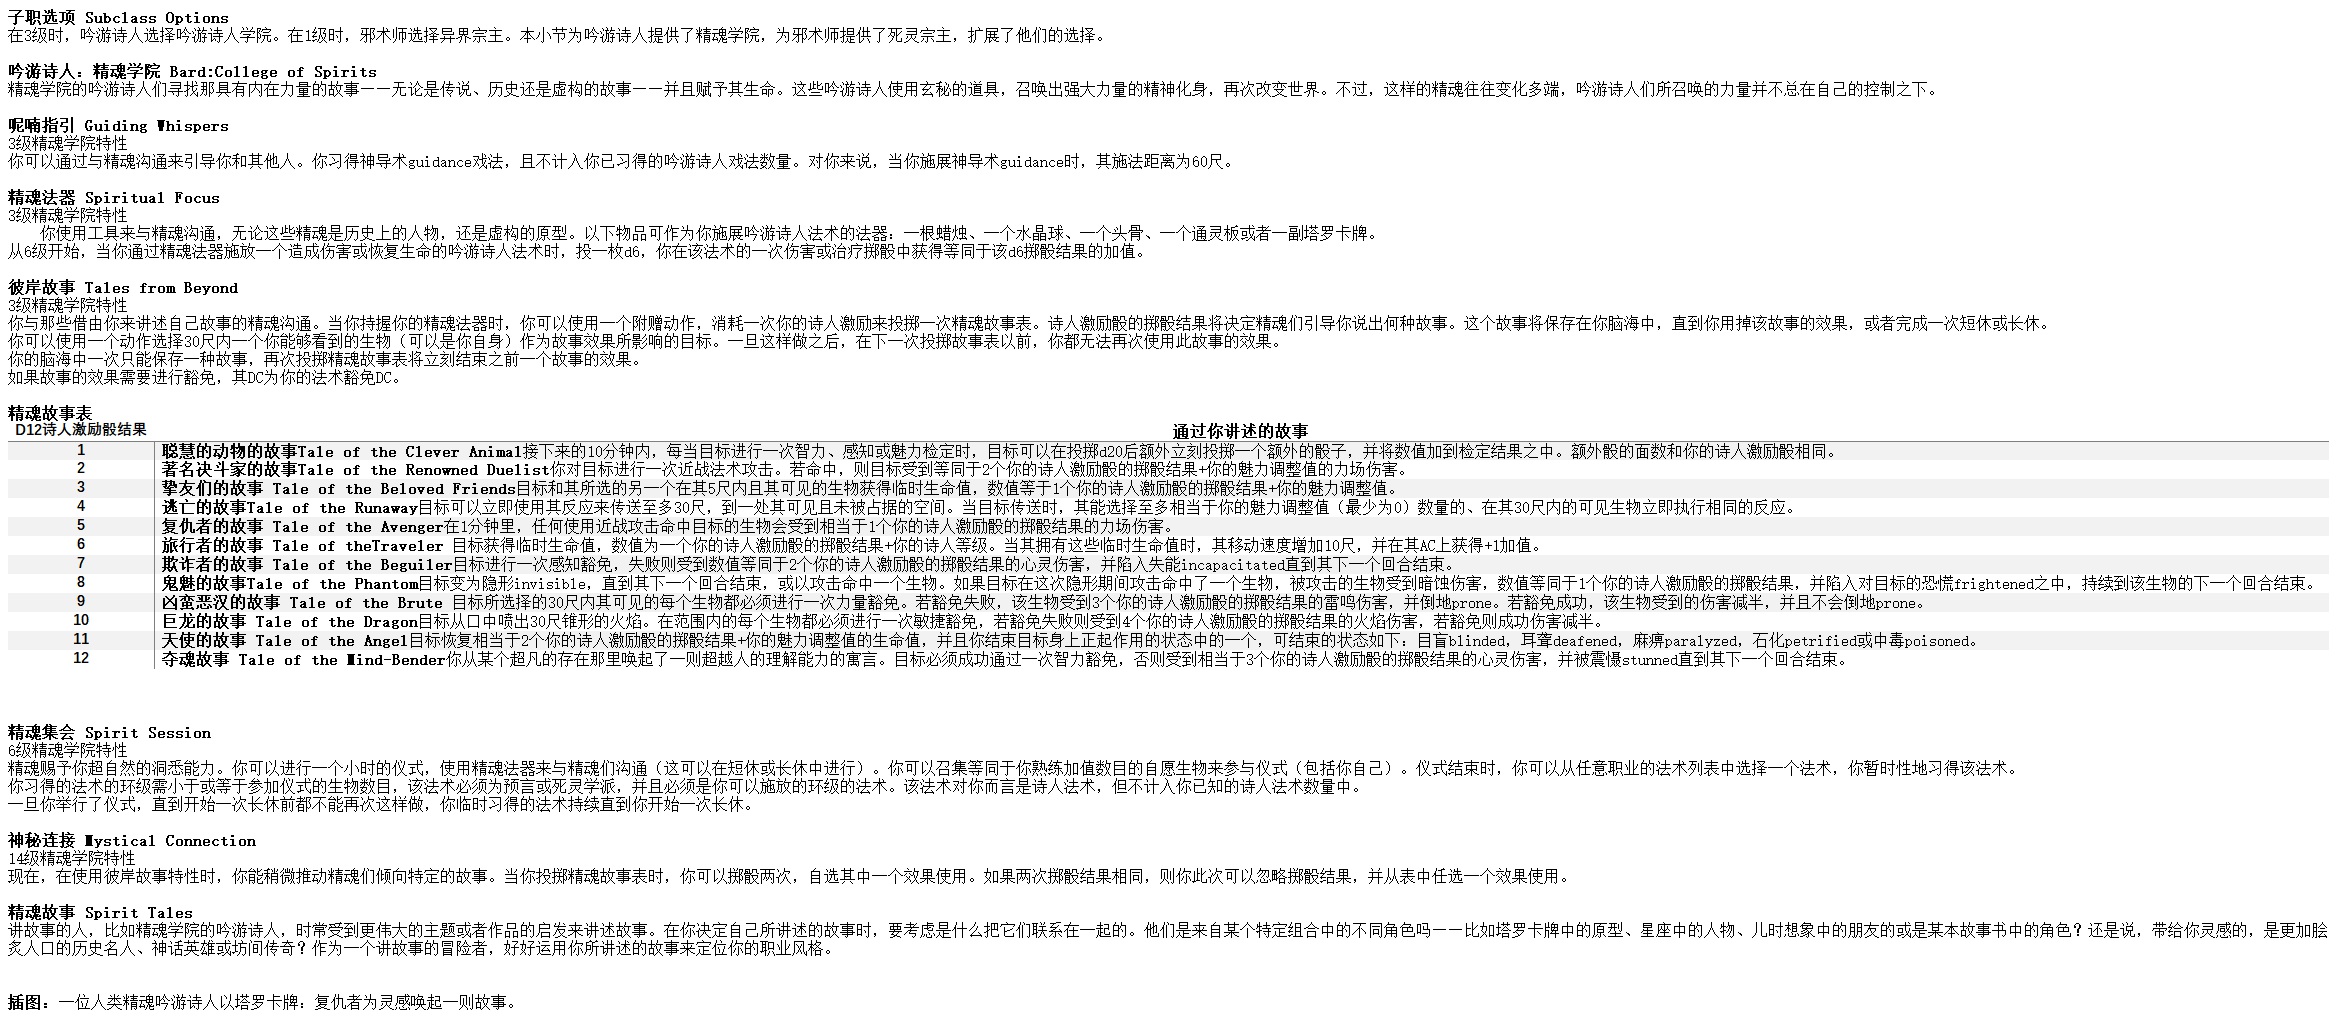 子职选项 Subclass Options
在3级时，吟游诗人选择吟游诗人学院。在1级时，邪术师选择异界宗主。本小节为吟游诗人提供了精魂学院，为邪术师提供了死灵宗主，扩展了他们的选择。
吟游诗人：精魂学院 Bard:College of Spirits
精魂学院的吟游诗人们寻找那具有内在力量的故事——无论是传说、历史还是虚构的故事——并且赋予其生命。这些吟游诗人使用玄秘的道具，召唤出强大力量的精神化身，再次改变世界。不过，这样的精魂往往变化多端，吟游诗人们所召唤的力量并不总在自己的控制之下。
呢喃指引 Guiding Whispers
3级精魂学院特性
你可以通过与精魂沟通来引导你和其他人。你习得神导术guidance戏法，且不计入你已习得的吟游诗人戏法数量。对你来说，当你施展神导术guidance时，其施法距离为60尺。
精魂法器 Spiritual Focus
3级精魂学院特性
你使用工具来与精魂沟通，无论这些精魂是历史上的人物，还是虚构的原型。以下物品可作为你施展吟游诗人法术的法器：一根蜡烛、一个水晶球、一个头骨、一个通灵板或者一副塔罗卡牌。
从6级开始，当你通过精魂法器施放一个造成伤害或恢复生命的吟游诗人法术时，投一枚d6，你在该法术的一次伤害或治疗掷骰中获得等同于该d6掷骰结果的加值。
彼岸故事 Tales from Beyond
3级精魂学院特性
你与那些借由你来讲述自己故事的精魂沟通。当你持握你的精魂法器时，你可以使用一个附赠动作，消耗一次你的诗人激励来投掷一次精魂故事表。诗人激励骰的掷骰结果将决定精魂们引导你说出何种故事。这个故事将保存在你脑海中，直到你用掉该故事的效果，或者完成一次短休或长休。
你可以使用一个动作选择30尺内一个你能够看到的生物（可以是你自身）作为故事效果所影响的目标。一旦这样做之后，在下一次投掷故事表以前，你都无法再次使用此故事的效果。
你的脑海中一次只能保存一种故事，再次投掷精魂故事表将立刻结束之前一个故事的效果。
如果故事的效果需要进行豁免，其DC为你的法术豁免DC。
精魂故事表
D12诗人激励骰结果 通过你讲述的故事
1 聪慧的动物的故事Tale of the Clever Animal接下来的10分钟内，每当目标进行一次智力、感知或魅力检定时，目标可以在投掷d20后额外立刻投掷一个额外的骰子，并将数值加到检定结果之中。额外骰的面数和你的诗人激励骰相同。
2 著名决斗家的故事Tale of the Renowned Duelist你对目标进行一次近战法术攻击。若命中，则目标受到等同于2个你的诗人激励骰的掷骰结果+你的魅力调整值的力场伤害。
3 挚友们的故事 Tale of the Beloved Friends目标和其所选的另一个在其5尺内且其可见的生物获得临时生命值，数值等于1个你的诗人激励骰的掷骰结果+你的魅力调整值。
4 逃亡的故事Tale of the Runaway目标可以立即使用其反应来传送至多30尺，到一处其可见且未被占据的空间。当目标传送时，其能选择至多相当于你的魅力调整值（最少为0）数量的、在其30尺内的可见生物立即执行相同的反应。
5 复仇者的故事 Tale of the Avenger在1分钟里，任何使用近战攻击命中目标的生物会受到相当于1个你的诗人激励骰的掷骰结果的力场伤害。
6 旅行者的故事 Tale of theTraveler 目标获得临时生命值，数值为一个你的诗人激励骰的掷骰结果+你的诗人等级。当其拥有这些临时生命值时，其移动速度增加10尺，并在其AC上获得+1加值。
7 欺诈者的故事 Tale of the Beguiler目标进行一次感知豁免，失败则受到数值等同于2个你的诗人激励骰的掷骰结果的心灵伤害，并陷入失能incapacitated直到其下一个回合结束。
8 鬼魅的故事Tale of the Phantom目标变为隐形invisible，直到其下一个回合结束，或以攻击命中一个生物。如果目标在这次隐形期间攻击命中了一个生物，被攻击的生物受到暗蚀伤害，数值等同于1个你的诗人激励骰的掷骰结果，并陷入对目标的恐慌frightened之中，持续到该生物的下一个回合结束。
9 凶蛮恶汉的故事 Tale of the Brute 目标所选择的30尺内其可见的每个生物都必须进行一次力量豁免。若豁免失败，该生物受到3个你的诗人激励骰的掷骰结果的雷鸣伤害，并倒地prone。若豁免成功，该生物受到的伤害减半，并且不会倒地prone。
10 巨龙的故事 Tale of the Dragon目标从口中喷出30尺锥形的火焰。在范围内的每个生物都必须进行一次敏捷豁免，若豁免失败则受到4个你的诗人激励骰的掷骰结果的火焰伤害，若豁免则成功伤害减半。
11 天使的故事 Tale of the Angel目标恢复相当于2个你的诗人激励骰的掷骰结果+你的魅力调整值的生命值，并且你结束目标身上正起作用的状态中的一个，可结束的状态如下：目盲blinded，耳聋deafened，麻痹paralyzed，石化petrified或中毒poisoned。
12 夺魂故事 Tale of the Mind-Bender你从某个超凡的存在那里唤起了一则超越人的理解能力的寓言。目标必须成功通过一次智力豁免，否则受到相当于3个你的诗人激励骰的掷骰结果的心灵伤害，并被震慑stunned直到其下一个回合结束。
精魂集会 Spirit Session
6级精魂学院特性
精魂赐予你超自然的洞悉能力。你可以进行一个小时的仪式，使用精魂法器来与精魂们沟通（这可以在短休或长休中进行）。你可以召集等同于你熟练加值数目的自愿生物来参与仪式（包括你自己）。仪式结束时，你可以从任意职业的法术列表中选择一个法术，你暂时性地习得该法术。
你习得的法术的环级需小于或等于参加仪式的生物数目，该法术必须为预言或死灵学派，并且必须是你可以施放的环级的法术。该法术对你而言是诗人法术，但不计入你已知的诗人法术数量中。
一旦你举行了仪式，直到开始一次长休前都不能再次这样做，你临时习得的法术持续直到你开始一次长休。
神秘连接 Mystical Connection
14级精魂学院特性
现在，在使用彼岸故事特性时，你能稍微推动精魂们倾向特定的故事。当你投掷精魂故事表时，你可以掷骰两次，自选其中一个效果使用。如果两次掷骰结果相同，则你此次可以忽略掷骰结果，并从表中任选一个效果使用。
精魂故事 Spirit Tales
讲故事的人，比如精魂学院的吟游诗人，时常受到更伟大的主题或者作品的启发来讲述故事。在你决定自己所讲述的故事时，要考虑是什么把它们联系在一起的。他们是来自某个特定组合中的不同角色吗——比如塔罗卡牌中的原型、星座中的人物、儿时想象中的朋友的或是某本故事书中的角色？还是说，带给你灵感的，是更加脍
炙人口的历史名人、神话英雄或坊间传奇？作为一个讲故事的冒险者，好好运用你所讲述的故事来定位你的职业风格。
插图：一位人类精魂吟游诗人以塔罗卡牌：复仇者为灵感唤起一则故事。